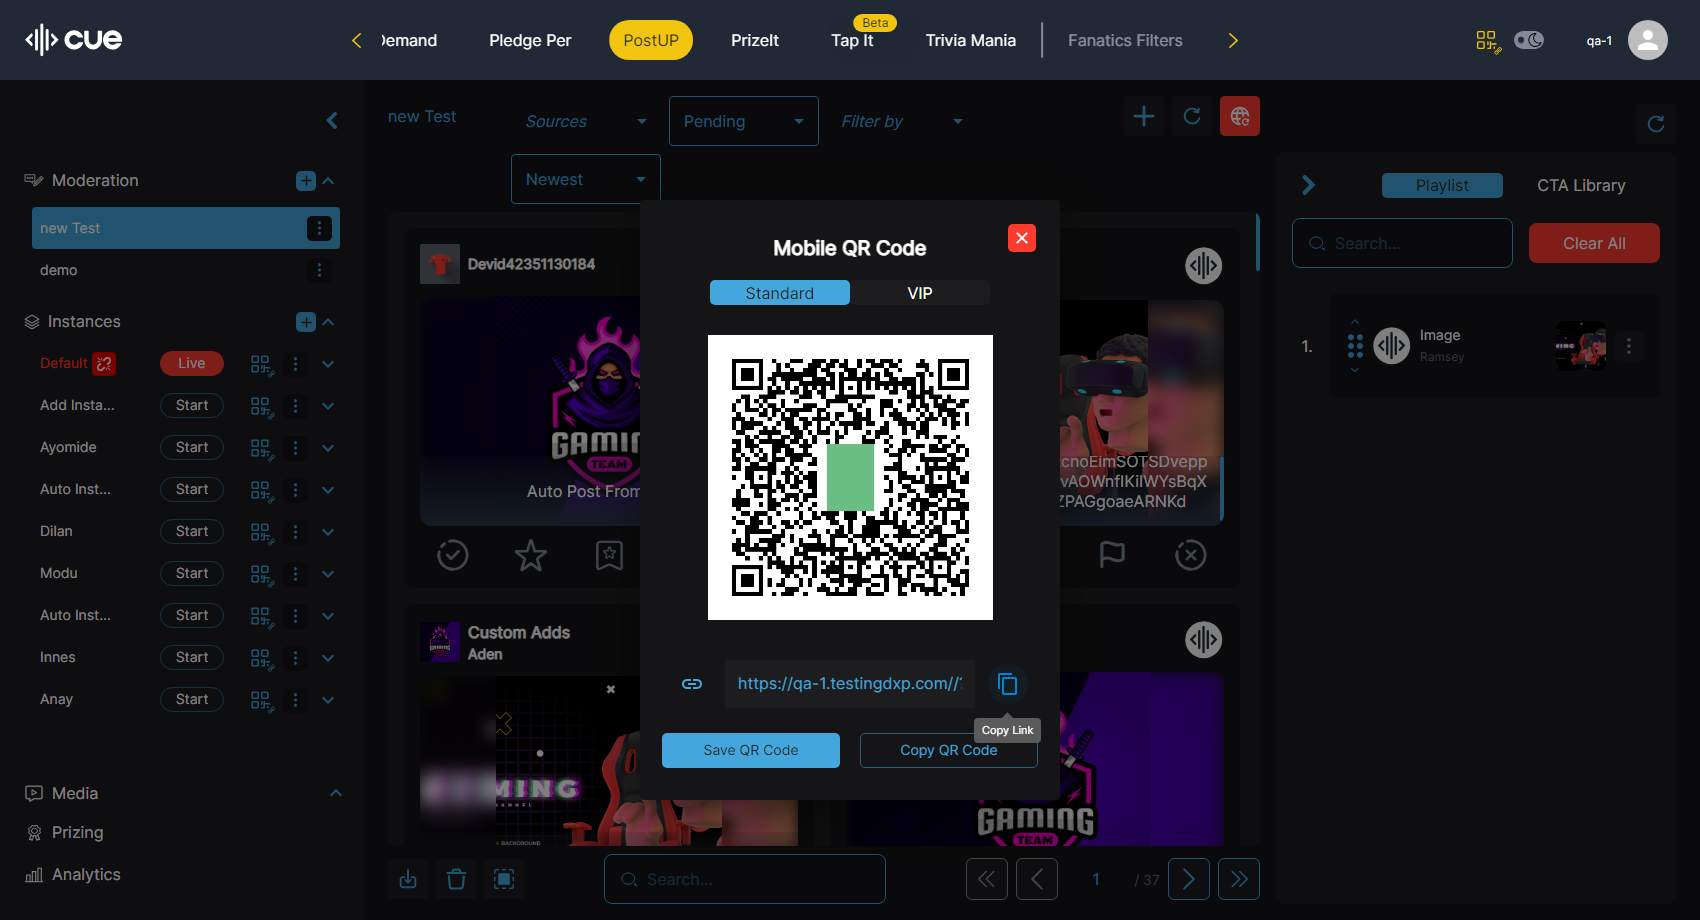 cue
Demand
Pledge Per
PostUP
PrizeIt
Beta
Tap It
Trivia Mania
Fanatics Filters
qa-1
new Test
Sources
Pending
Filter by
Newest
Moderation
new Test
demo
Instances
Default
Live
Add Insta...
Start
Ayomide
Start
Auto Inst...
Start
Dilan
Start
Modu
Start
Auto Inst...
Start
Innes
Start
Anay
Start
Media
Prizing
Analytics
Devid42351130184
GAMING
TEAM
Auto Post From
Custom Adds
Aden
MING
CHANNEL
BACKGROUND
Mobile QR Code
Standard
VIP
https://qa-1.testingdxp.com//
Copy Link
Save QR Code
Copy QR Code
GAMING
TEAM
Search...
1
/ 37
Playlist
CTA Library
Search...
Clear All
1.
Image
Ramsey